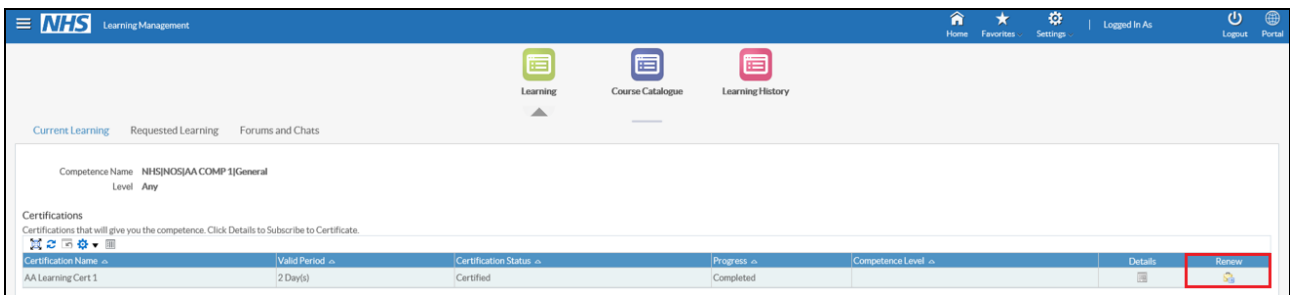 NHS Learning Management Home Favorites Settings Logged In As Logout Portal
Learning Course Catalogue Learning History
Current Learning Requested Learning Forums and Chats
Competence Name NHS|NOS|AA COMP 1|General
Level Any
Certifications
Certifications that will give you the competence. Click Details to Subscribe to Certificate.
Certification Name Valid Period Certification Status Progress Competence Level Details Renew
AA Learning Cert 1 2 Day(s) Certified Completed